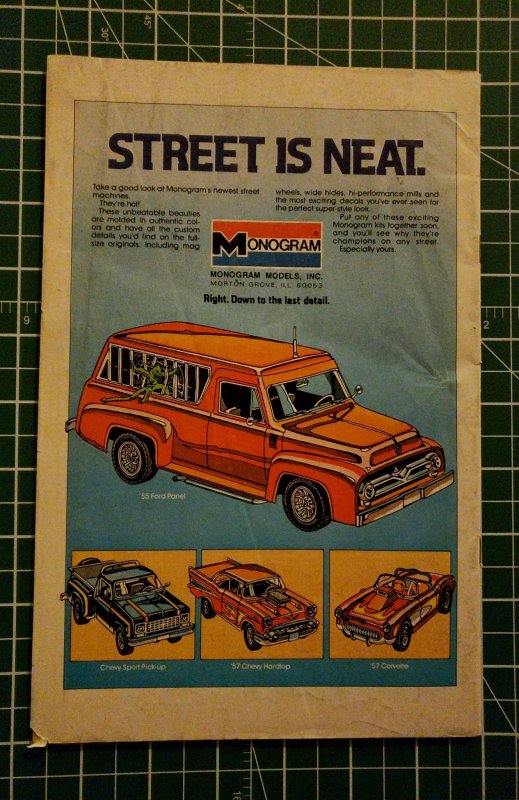 STREET IS NEAT.
Take a good look at Monogram's newest street
machines.
They're hot!
These unbeatable beauties
are molded in authentic col-
ors and have all the custom
details you'd find on the full-
size originals, including mag
wheels, wide hides, hi-performance mills and
the most exciting decals you've ever seen for
the perfect super-style look.
Put any of these exciting
Monogram kits together soon,
and you'll see why they're
champions on any street.
Especially yours.
MONOGRAM
MONOGRAM MODELS, INC.
MORTON GROVE, ILL. 60053
Right. Down to the last detail.
'55 Ford Panel
Chevy Sport Pick-up
'57 Chevy Hardtop
'57 Corvette
30°
45°
9
2
16